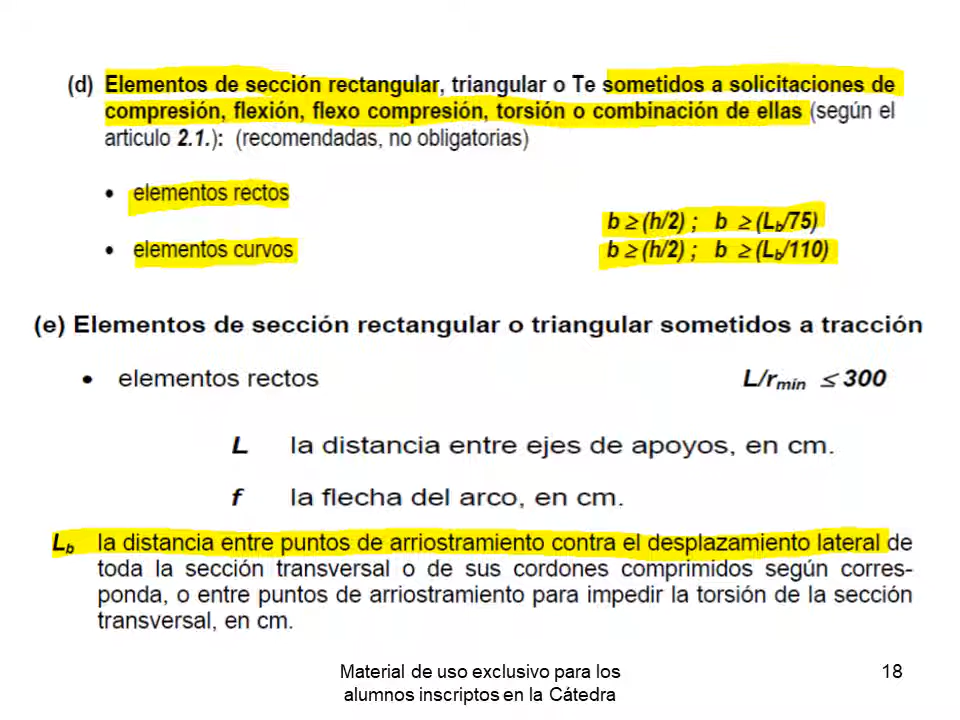 (d) Elementos de sección rectangular, triangular o Te sometidos a solicitaciones de
compresión, flexión, flexo compresión, torsión o combinación de ellas (según el
articulo 2.1.): (recomendadas, no obligatorias)
• elementos rectos
b ≥ (h/2) ; b ≥ (Lb/75)
• elementos curvos
b ≥ (h/2) ; b ≥ (Lb/110)
(e) Elementos de sección rectangular o triangular sometidos a tracción
• elementos rectos L/rmín ≤ 300
L la distancia entre ejes de apoyos, en cm.
f la flecha del arco, en cm.
Lb la distancia entre puntos de arriostramiento contra el desplazamiento lateral de
toda la sección transversal o de sus cordones comprimidos según corres-
ponda, o entre puntos de arriostramiento para impedir la torsión de la sección
transversal, en cm.
Material de uso exclusivo para los
alumnos inscriptos en la Cátedra
18